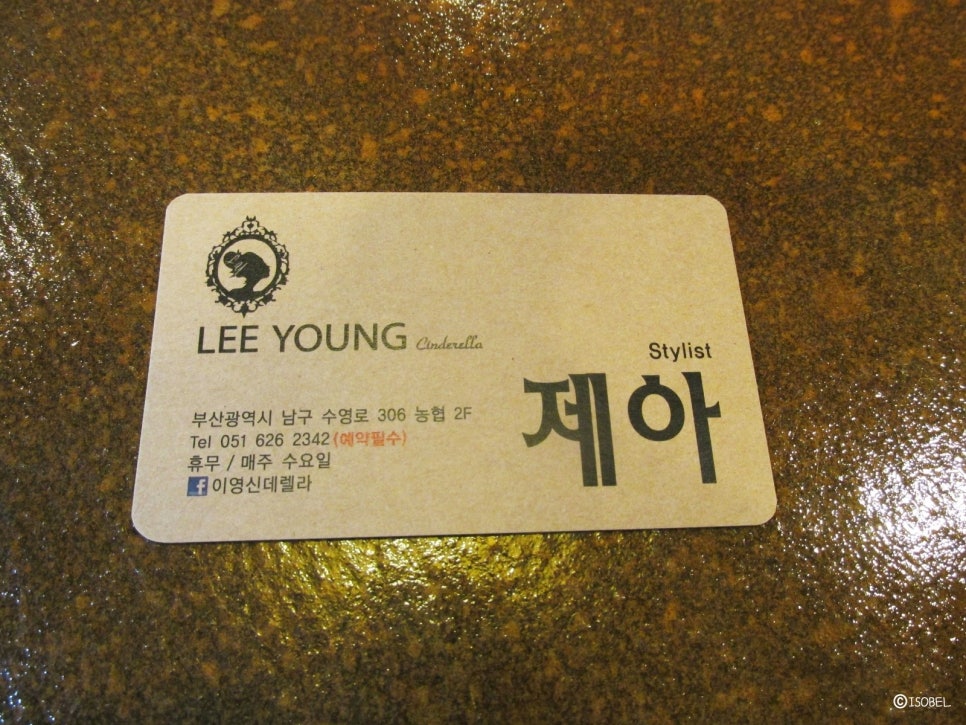 LEE YOUNG Cinderella
Stylist
제아
부산광역시 남구 수영로 306 농협 2F
Tel 051 626 2342 (예약필수)
휴무 / 매주 수요일
f 이영신데렐라
©ISOBEL